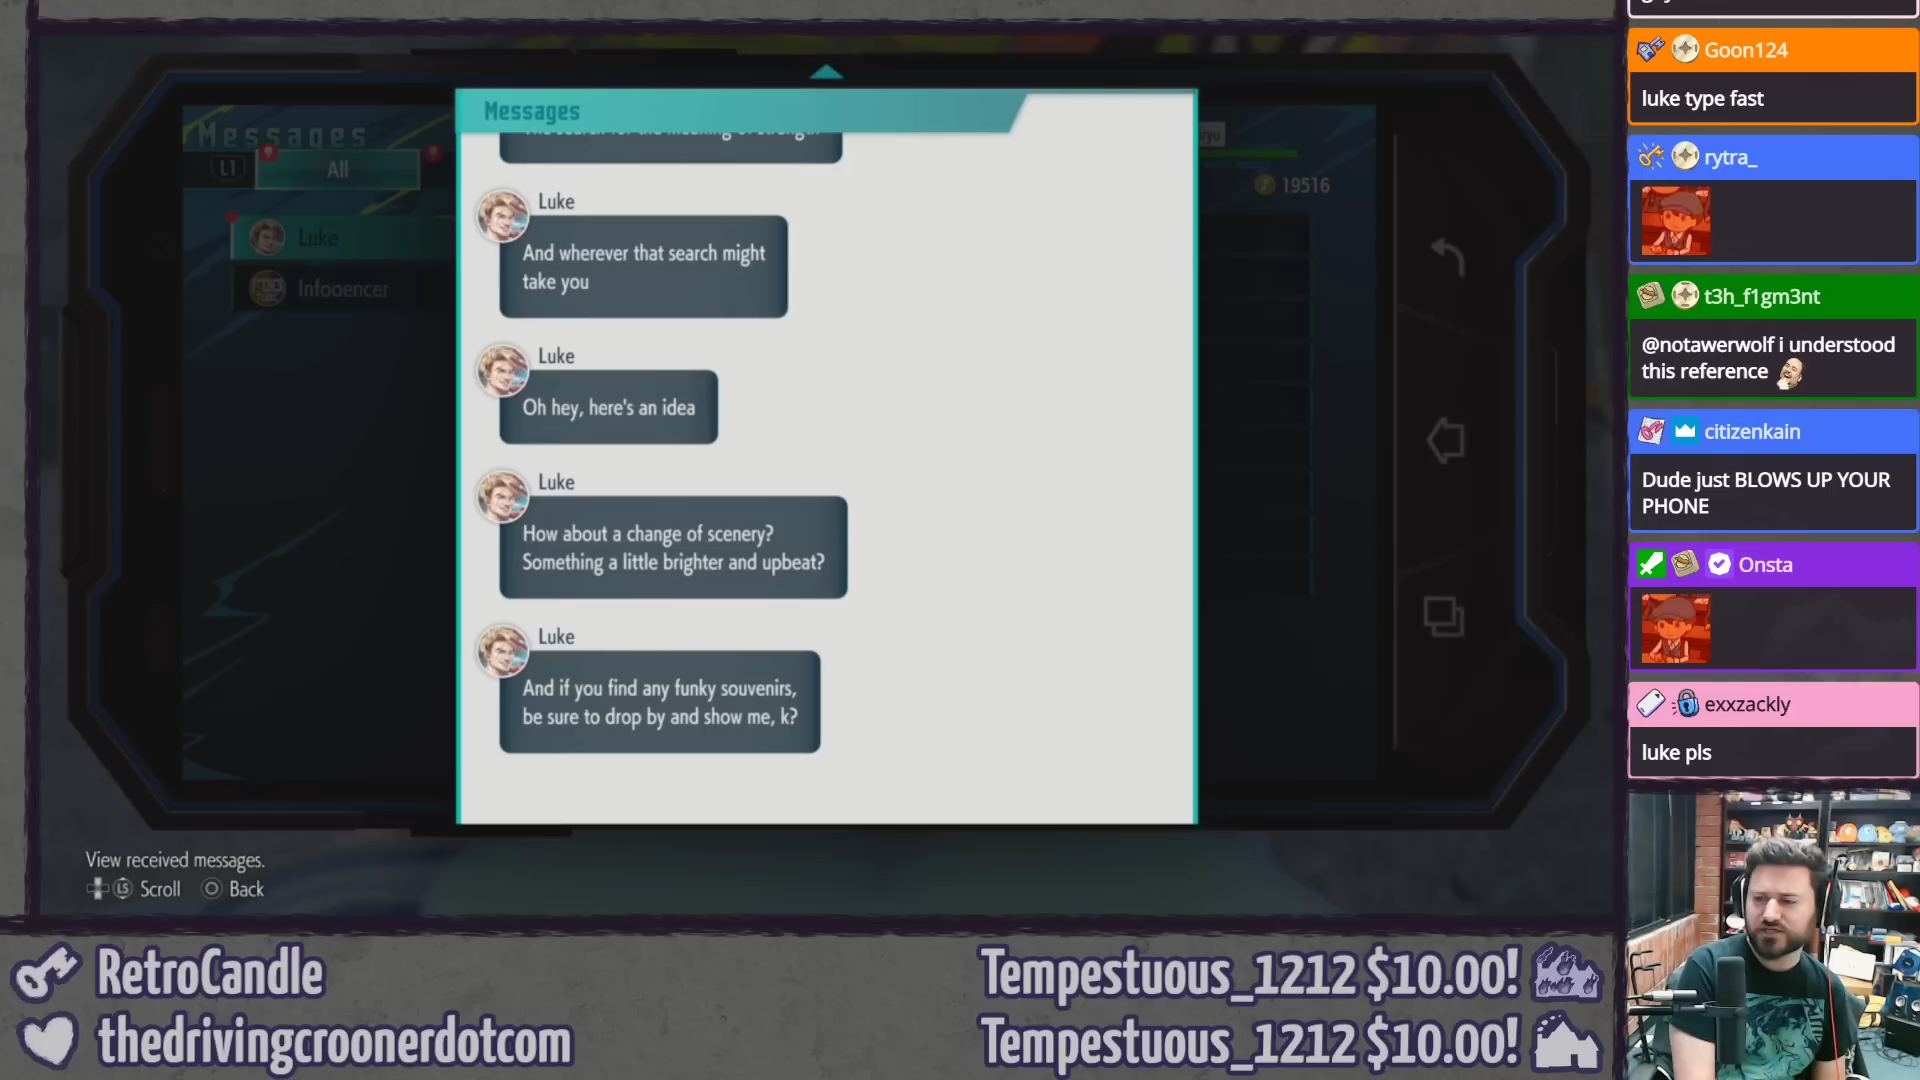 Messages
L1
All
Luke
Infooencer
ryu
19516
Messages
Luke
And wherever that search might
take you
Luke
Oh hey, here's an idea
Luke
How about a change of scenery?
Something a little brighter and upbeat?
Luke
And if you find any funky souvenirs,
be sure to drop by and show me, k?
View received messages.
LS Scroll Back
Goon124
luke type fast
rytra_
t3h_f1gm3nt
@notawerwolf i understood
this reference
citizenkain
Dude just BLOWS UP YOUR
PHONE
Onsta
exxzackly
luke pls
RetroCandle
thedrivingcroonerdotcom
Tempestuous_1212 $10.00!
Tempestuous_1212 $10.00!